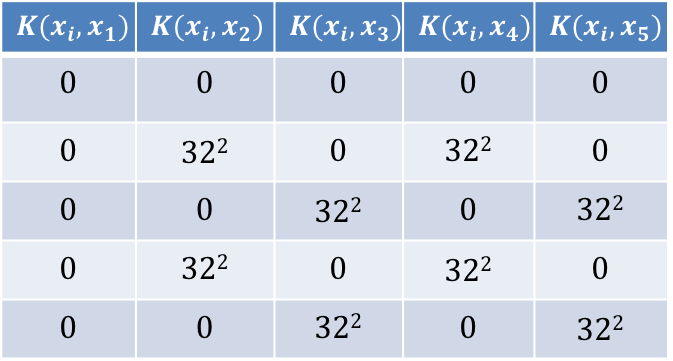 K(xᵢ, x₁) K(xᵢ, x₂) K(xᵢ, x₃) K(xᵢ, x₄) K(xᵢ, x₅)
0 0 0 0 0
0 32² 0 32² 0
0 0 32² 0 32²
0 32² 0 32² 0
0 0 32² 0 32²